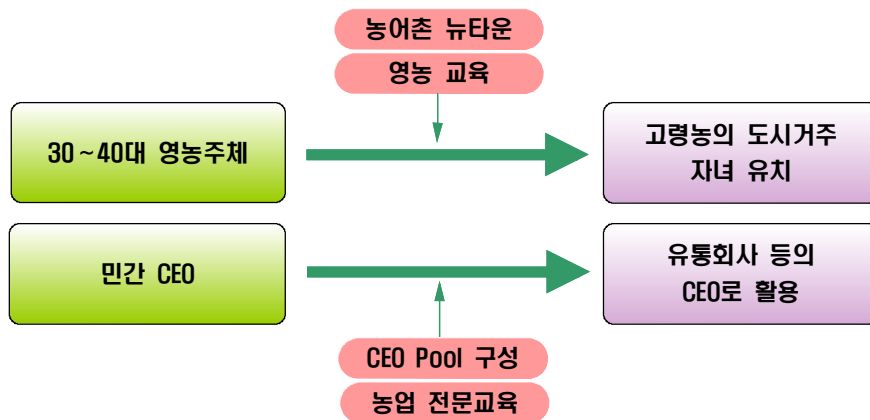 농어촌 뉴타운
영농 교육
30~40대 영농주체
고령농의 도시거주
자녀 유치
민간 CEO
유통회사 등의
CEO로 활용
CEO Pool 구성
농업 전문교육